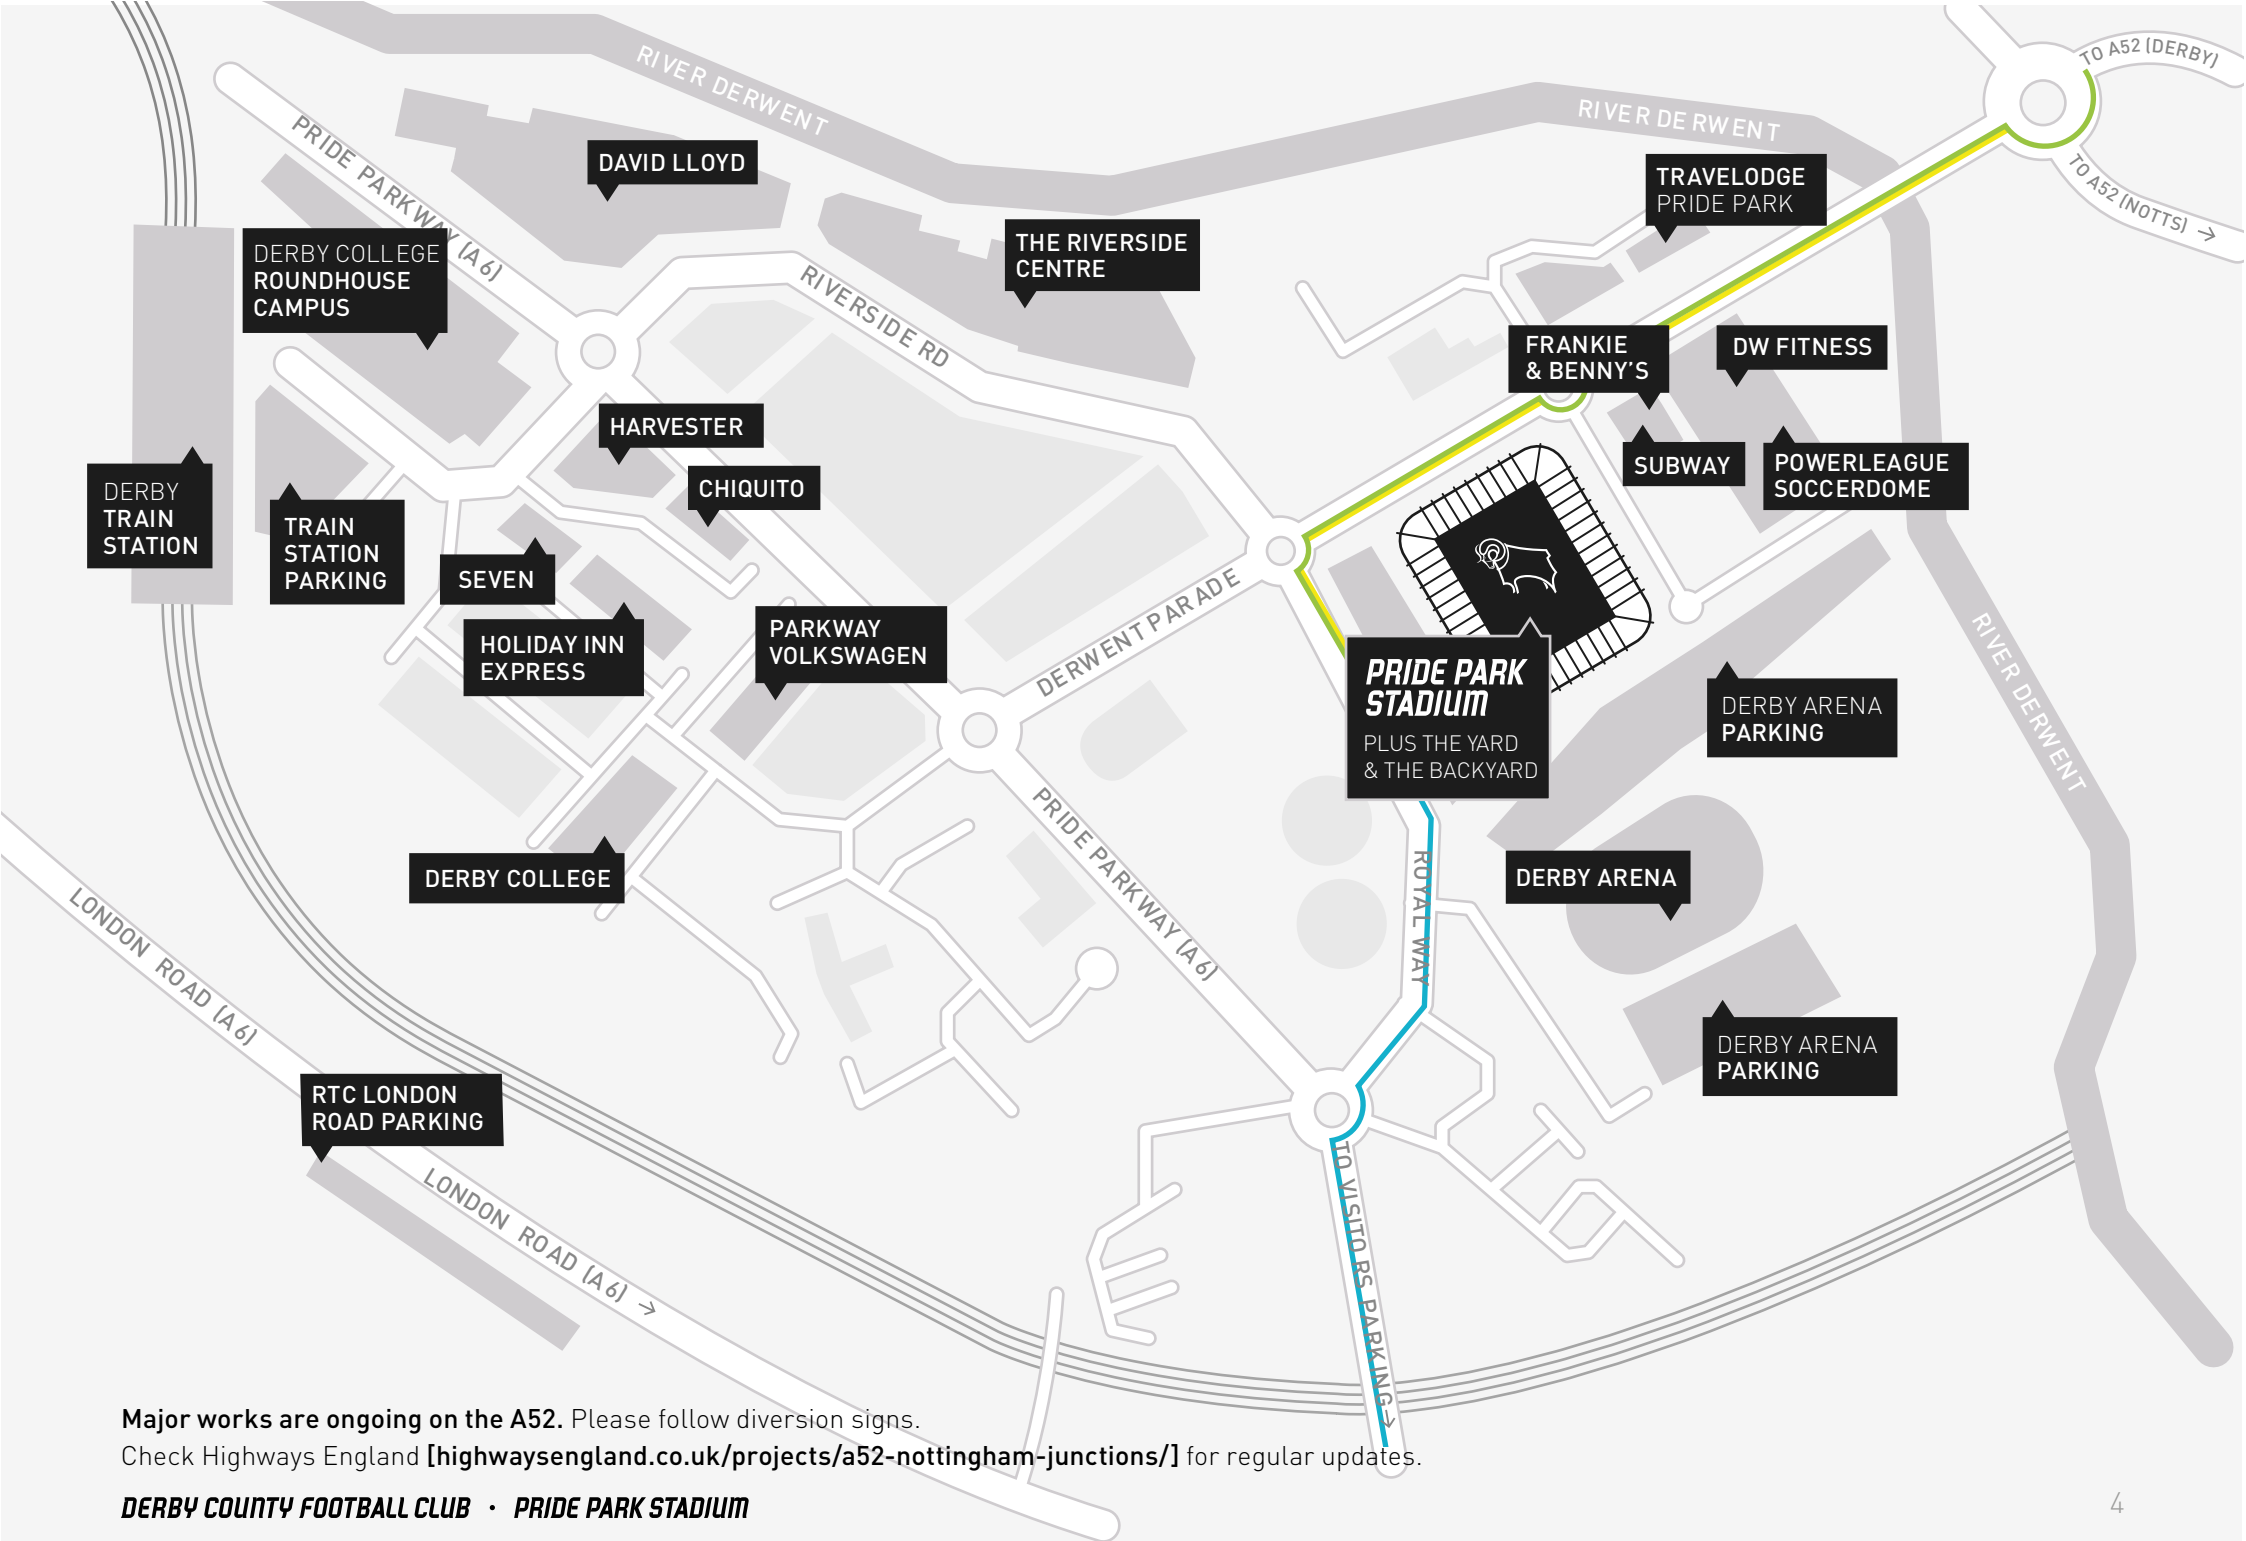 TO A52 (DERBY)
RIVER DERWENT
RIVER DERWENT
PRIDE PARKWAY (A6)
DAVID LLOYD
TRAVELODGE
PRIDE PARK
TO A52 (NOTTS) →
DERBY COLLEGE
ROUNDHOUSE
CAMPUS
THE RIVERSIDE
CENTRE
RIVERSIDE RD
FRANKIE
& BENNY'S
DW FITNESS
HARVESTER
CHIQUITO
SUBWAY
POWERLEAGUE
SOCCERDOME
DERBY
TRAIN
STATION
TRAIN
STATION
PARKING
SEVEN
HOLIDAY INN
EXPRESS
PARKWAY
VOLKSWAGEN
DERWENT PARADE
PRIDE PARK
STADIUM
PLUS THE YARD
& THE BACKYARD
DERBY ARENA
PARKING
RIVER DERWENT
PRIDE PARKWAY (A6)
ROYAL WAY
DERBY COLLEGE
DERBY ARENA
LONDON ROAD (A6)
DERBY ARENA
PARKING
RTC LONDON
ROAD PARKING
LONDON ROAD (A6) →
TO VISITORS PARKING→
Major works are ongoing on the A52. Please follow diversion signs.
Check Highways England [highwaysengland.co.uk/projects/a52-nottingham-junctions/] for regular updates.
DERBY COUNTY FOOTBALL CLUB • PRIDE PARK STADIUM
4